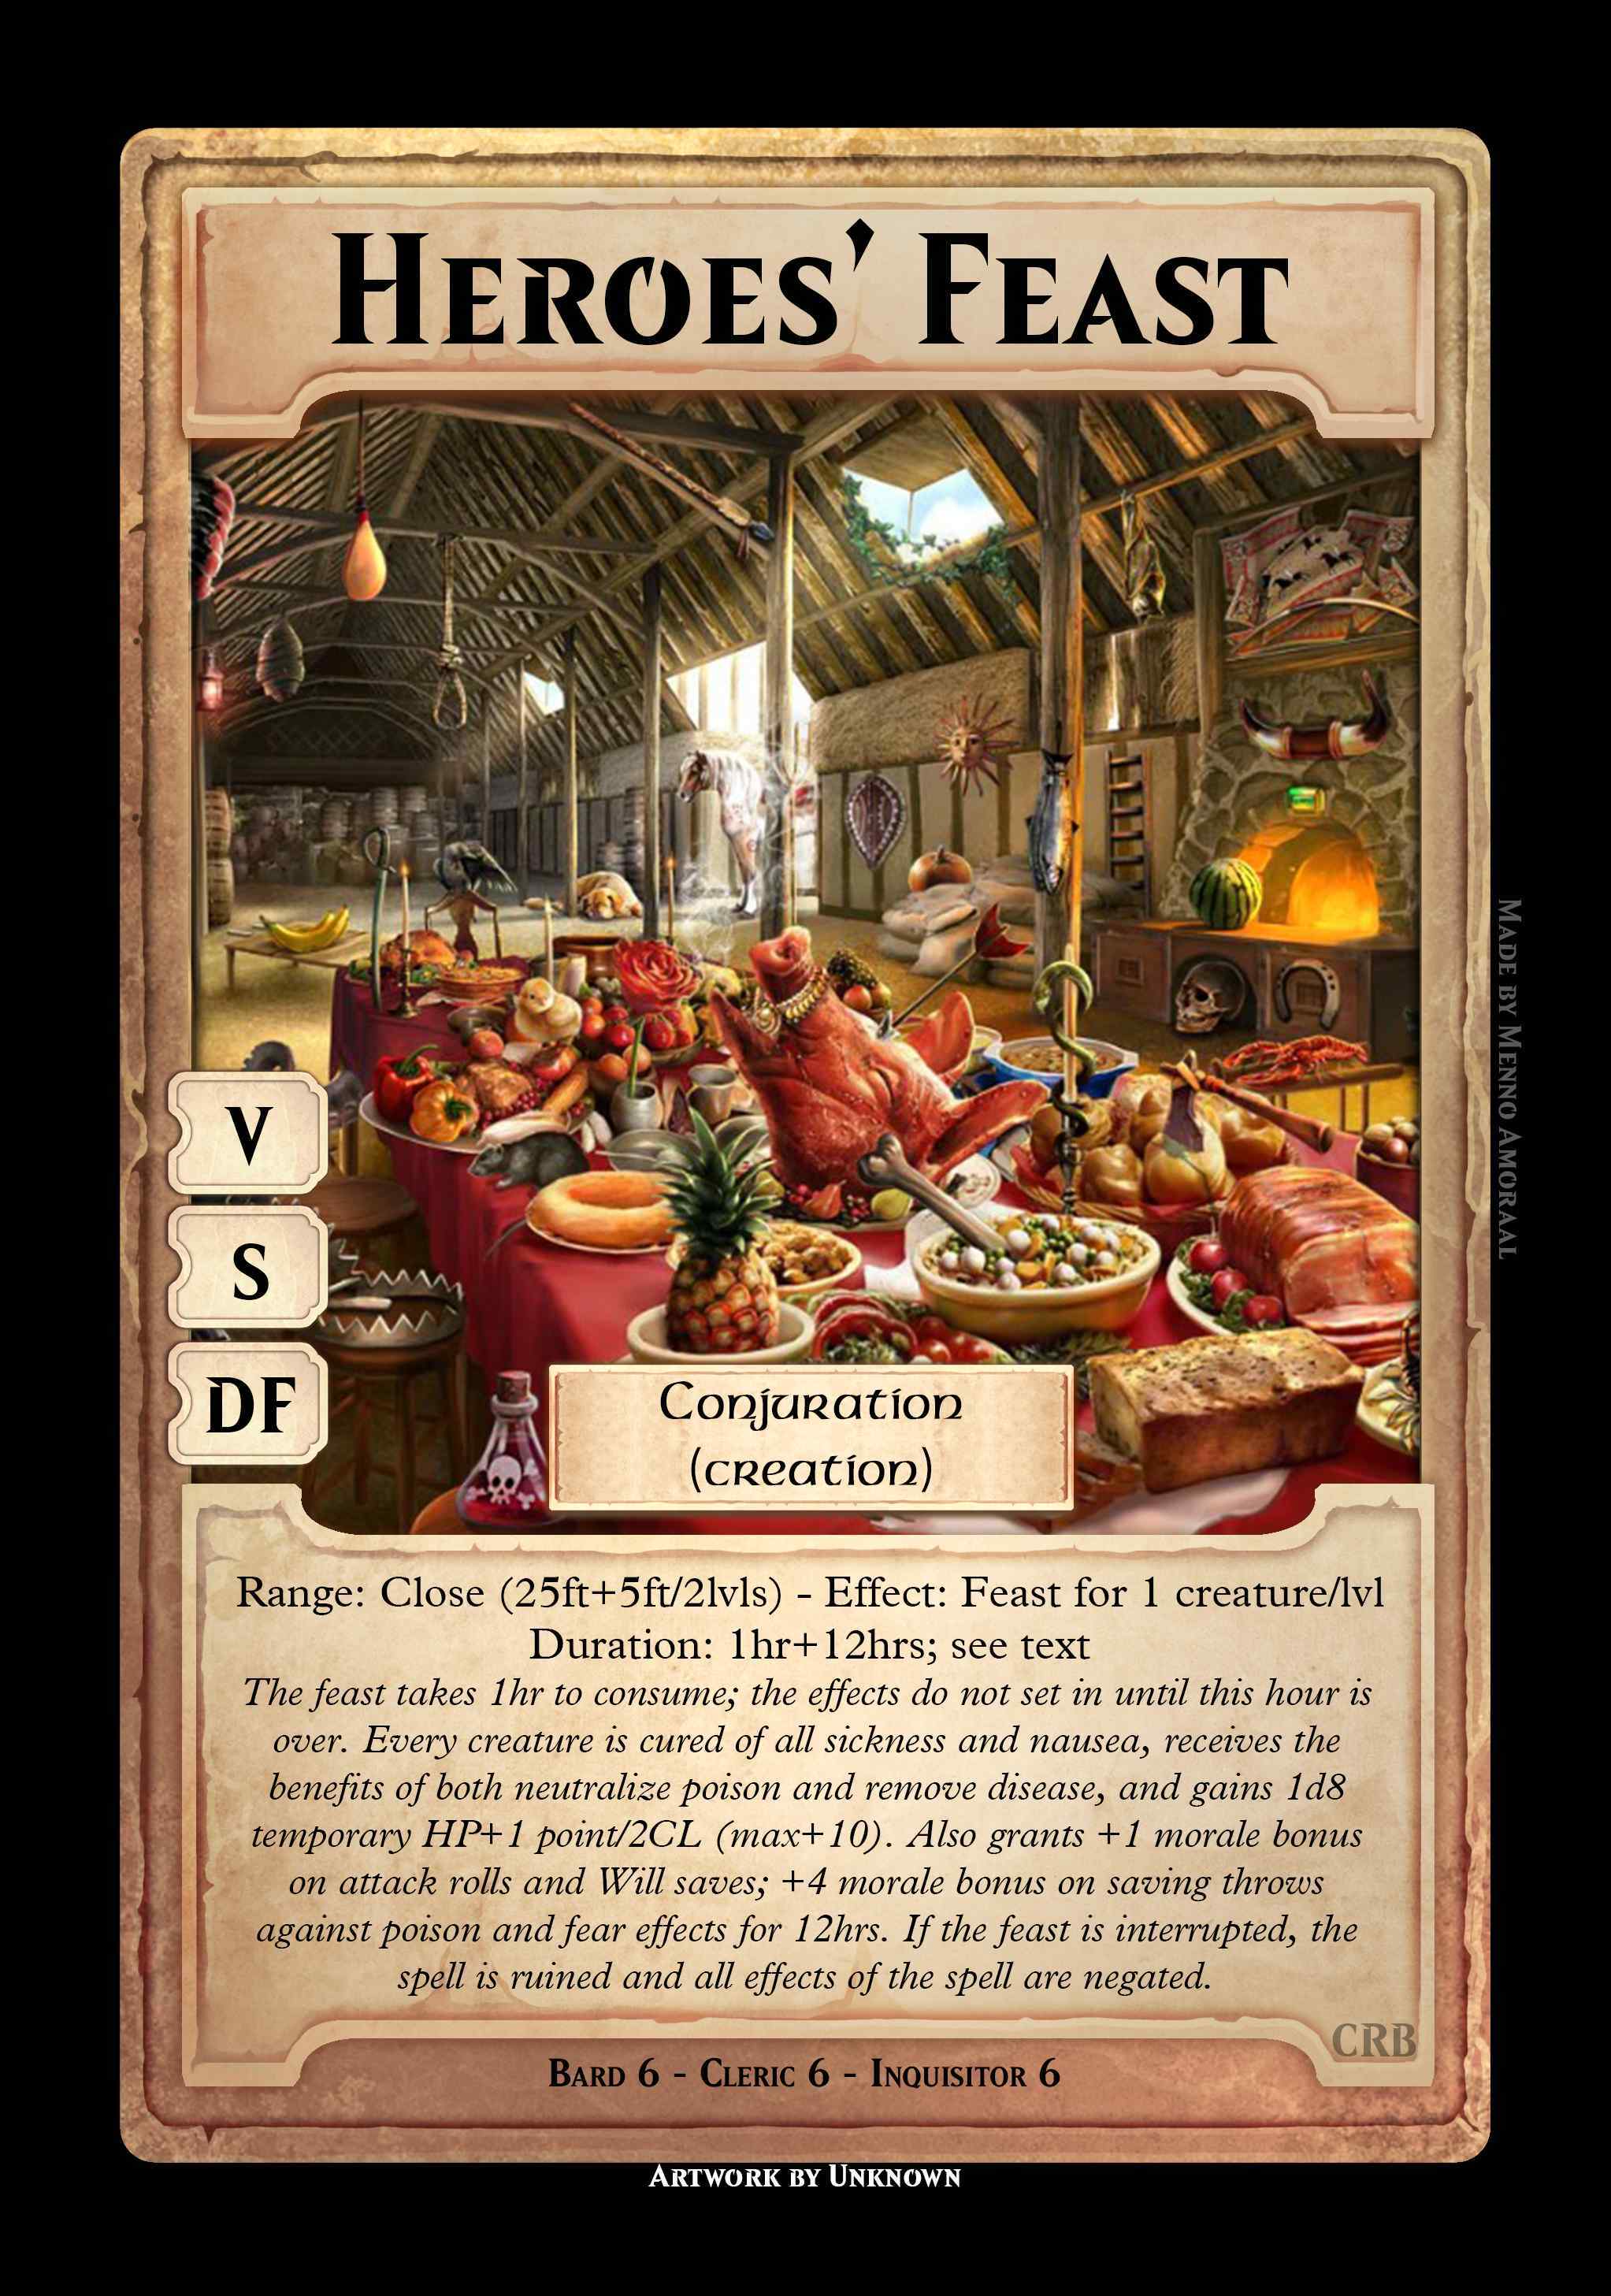 Heroes' Feast
V
S
DF
Conjuration
(creation)
Range: Close (25ft+5ft/2lvls) - Effect: Feast for 1 creature/lvl
Duration: 1hr+12hrs; see text
The feast takes 1hr to consume; the effects do not set in until this hour is
over. Every creature is cured of all sickness and nausea, receives the
benefits of both neutralize poison and remove disease, and gains 1d8
temporary HP+1 point/2CL (max+10). Also grants +1 morale bonus
on attack rolls and Will saves; +4 morale bonus on saving throws
against poison and fear effects for 12hrs. If the feast is interrupted, the
spell is ruined and all effects of the spell are negated.
CRB
Bard 6 - Cleric 6 - Inquisitor 6
Artwork by Unknown
Made by Menno Amoraal